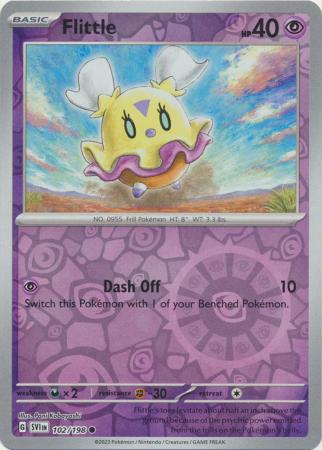 BASIC
Flittle
HP 40
NO. 0955 Frill Pokémon HT: 8" WT: 3.3 lbs
Dash Off 10
Switch this Pokémon with 1 of your Benched Pokémon.
weakness ×2 resistance -30 retreat
Illus. Pani Kobayashi
G SVI EN 102/198
Flittle's toes levitate about half an inch above the
ground because of the psychic power emitted from
the frills on the Pokémon's belly.
©2023 Pokémon / Nintendo / Creatures / GAME FREAK